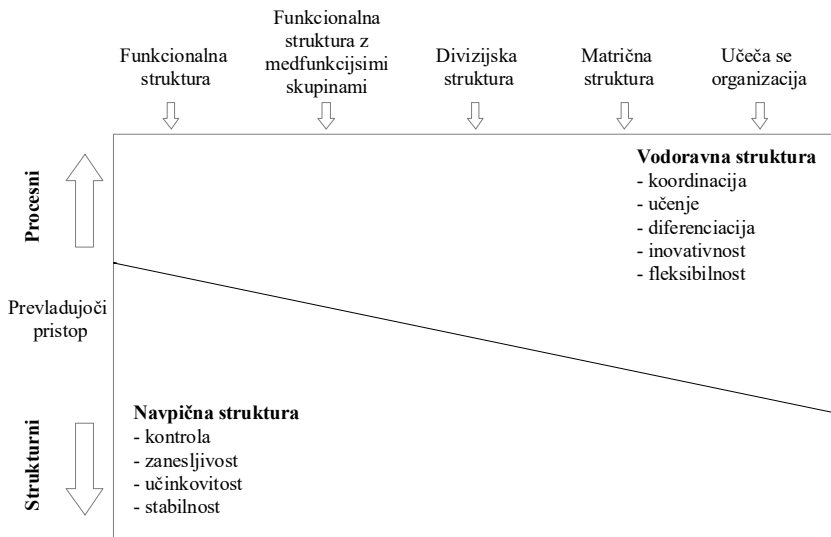 Funkcionalna
struktura
Funkcionalna
struktura z
medfunkcijsimi
skupinami
Divizijska
struktura
Matrična
struktura
Učeča se
organizacija
Procesni
Vodoravna struktura
- koordinacija
- učenje
- diferenciacija
- inovativnost
- fleksibilnost
Prevladujoči
pristop
Strukturni
Navpična struktura
- kontrola
- zanesljivost
- učinkovitost
- stabilnost